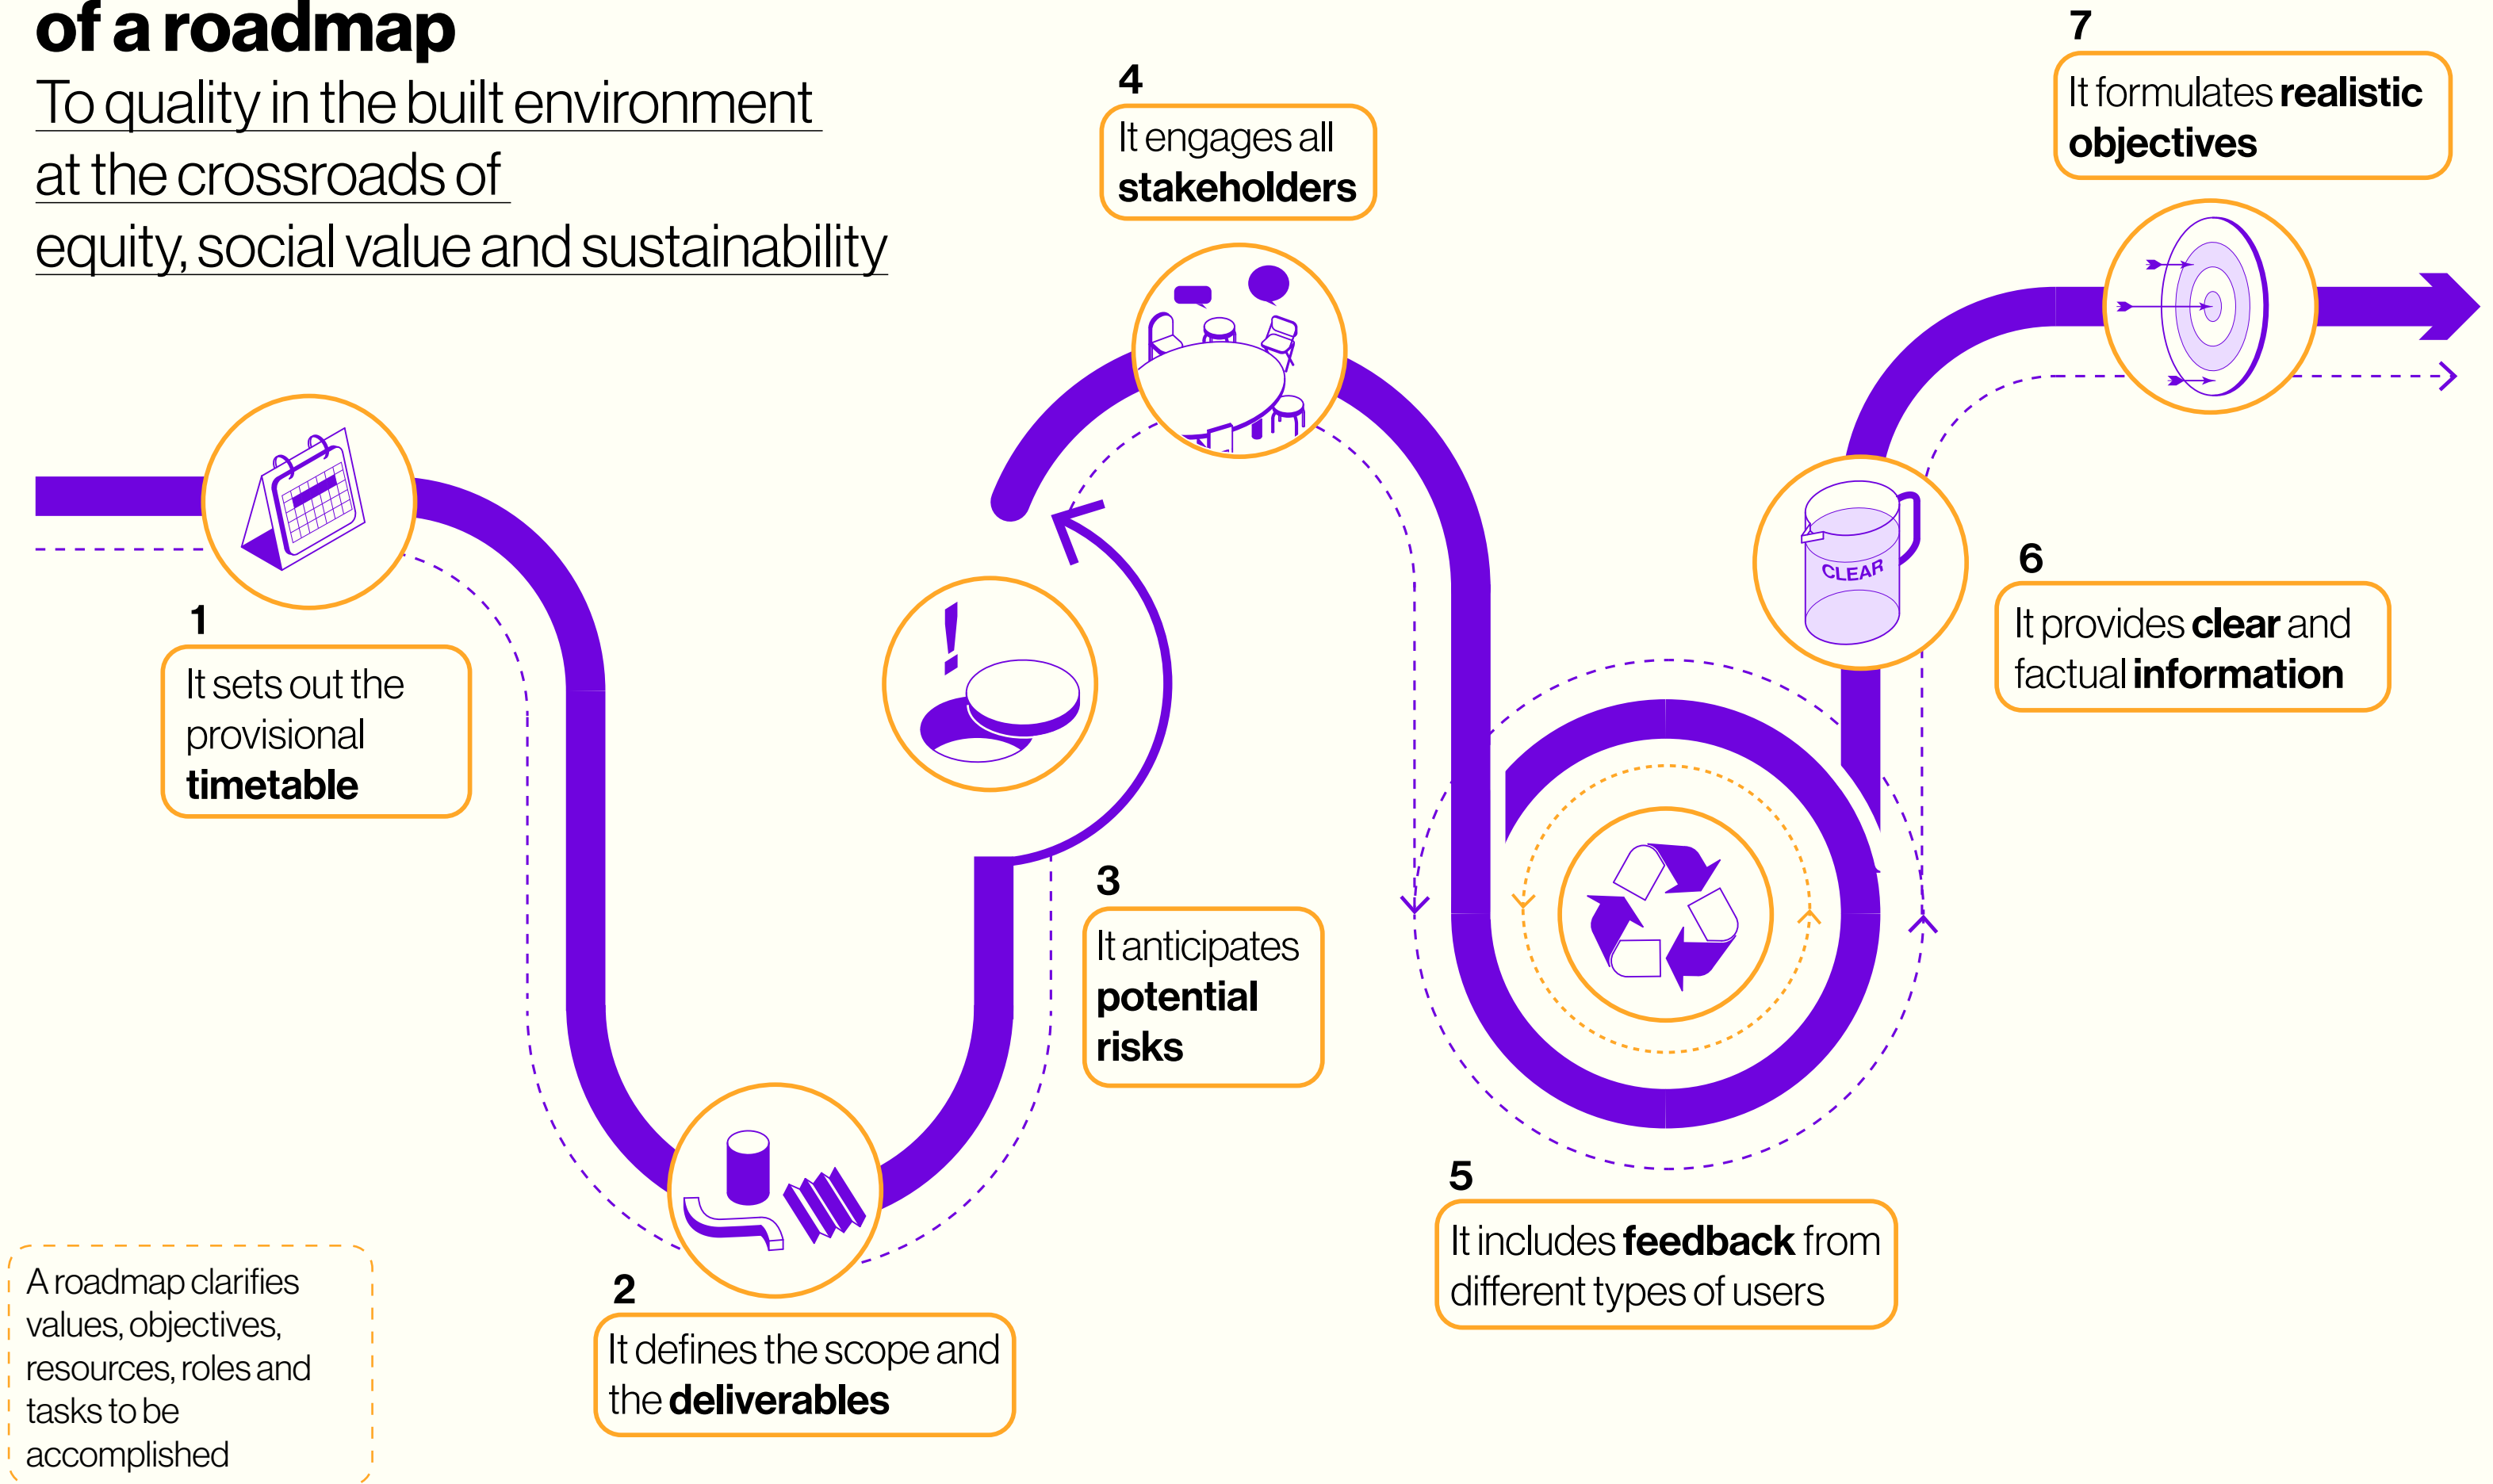 of a roadmap
To quality in the built environment
at the crossroads of
equity, social value and sustainability
1
It sets out the
provisional
timetable
2
It defines the scope and
the deliverables
3
It anticipates
potential
risks
4
It engages all
stakeholders
5
It includes feedback from
different types of users
CLEAR
6
It provides clear and
factual information
7
It formulates realistic
objectives
A roadmap clarifies
values, objectives,
resources, roles and
tasks to be
accomplished